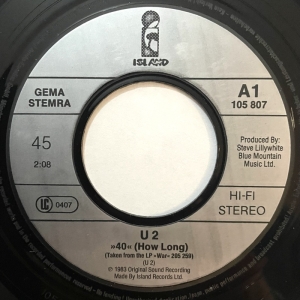 ISLAND
GEMA
STEMRA
A1
105 807
45
2:08
Produced By:
Steve Lillywhite
Blue Mountain
Music Ltd.
LC 0407
HI-FI
STEREO
U 2
»40« (How Long)
(Taken from the LP »War« 205 259)
(U 2)
℗ 1983 Original Sound Recording
Made by Island Records Ltd.